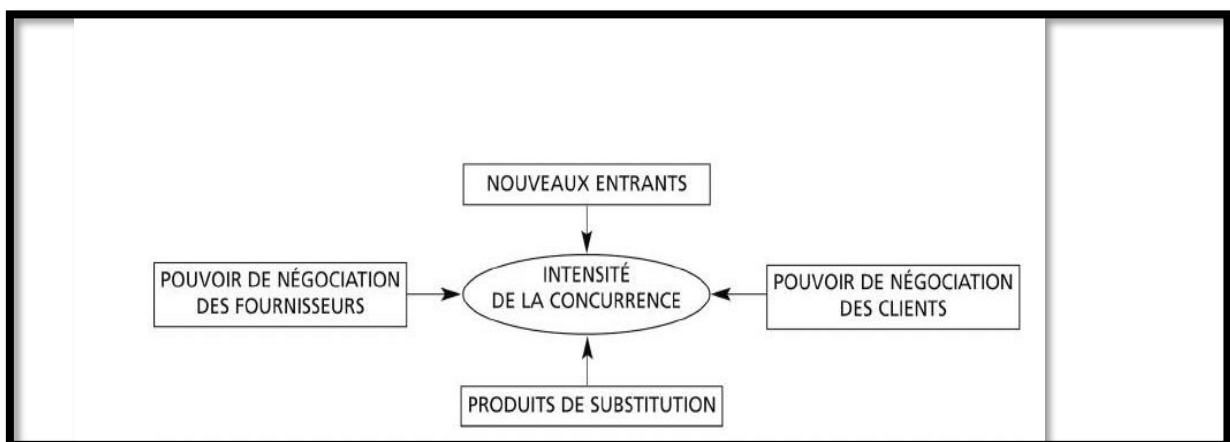 NOUVEAUX ENTRANTS
POUVOIR DE NÉGOCIATION
DES FOURNISSEURS
INTENSITÉ
DE LA CONCURRENCE
POUVOIR DE NÉGOCIATION
DES CLIENTS
PRODUITS DE SUBSTITUTION